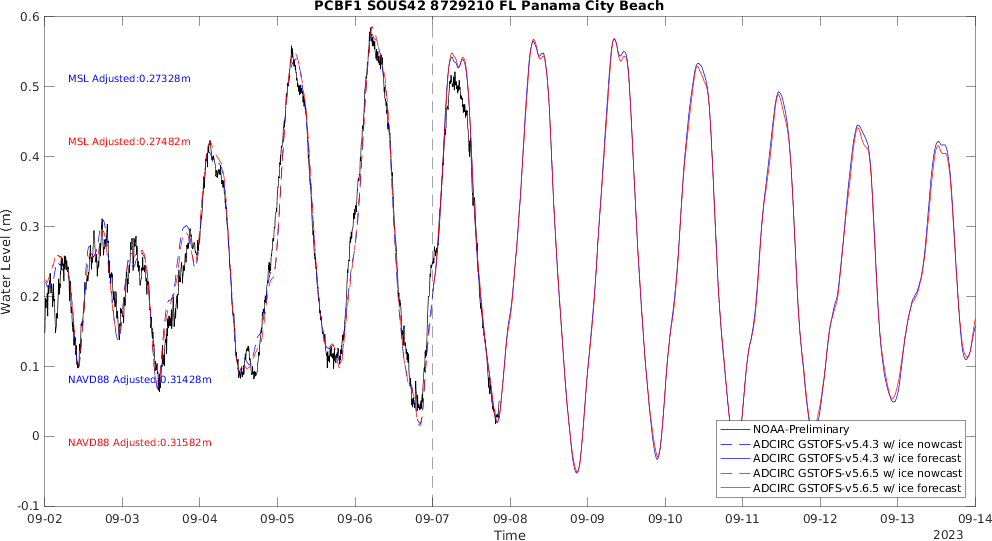 PCBF1 SOUS42 8729210 FL Panama City Beach
0.6
0.5
0.4
0.3
0.2
0.1
0
-0.1
Water Level (m)
MSL Adjusted:0.27328m
MSL Adjusted:0.27482m
NAVD88 Adjusted:0.31428m
NAVD88 Adjusted:0.31582m
NOAA-Preliminary
ADCIRC GSTOFS-v5.4.3 w/ ice nowcast
ADCIRC GSTOFS-v5.4.3 w/ ice forecast
ADCIRC GSTOFS-v5.6.5 w/ ice nowcast
ADCIRC GSTOFS-v5.6.5 w/ ice forecast
09-02 09-03 09-04 09-05 09-06 09-07 09-08 09-09 09-10 09-11 09-12 09-13 09-14
Time
2023